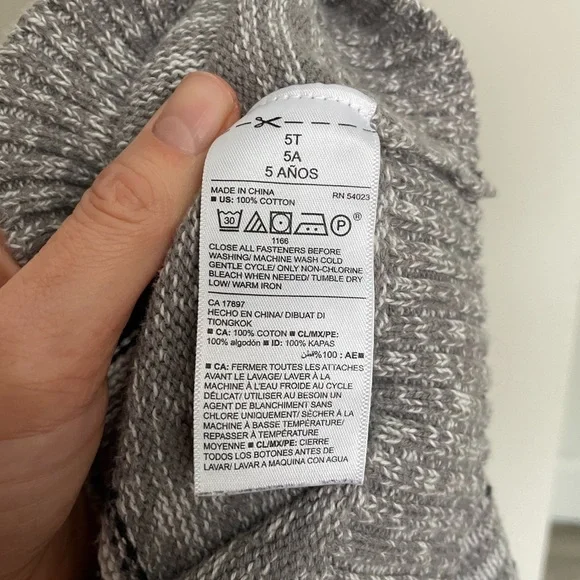 5T
5A
5 AÑOS
MADE IN CHINA RN 54023
■ US: 100% COTTON
30 P ®
1166
CLOSE ALL FASTENERS BEFORE
WASHING/ MACHINE WASH COLD
GENTLE CYCLE/ ONLY NON-CHLORINE
BLEACH WHEN NEEDED/ TUMBLE DRY
LOW/ WARM IRON
CA 17897
HECHO EN CHINA/ DIBUAT DI
TIONGKOK
■ CA: 100% COTON ■ CL/MX/PE:
100% algodón ■ ID: 100% KAPAS
■ AE: 100% قطن
■ CA: FERMER TOUTES LES ATTACHES
AVANT LE LAVAGE/ LAVER À LA
MACHINE À L'EAU FROIDE AU CYCLE
DÉLICAT/ UTILISER AU BESOIN UN
AGENT DE BLANCHIMENT SANS
CHLORE UNIQUEMENT/ SÉCHER À LA
MACHINE À BASSE TEMPÉRATURE/
REPASSER À TEMPÉRATURE
MOYENNE ■ CL/MX/PE: CIERRE
TODOS LOS BOTONES ANTES DE
LAVAR/ LAVAR A MAQUINA CON AGUA